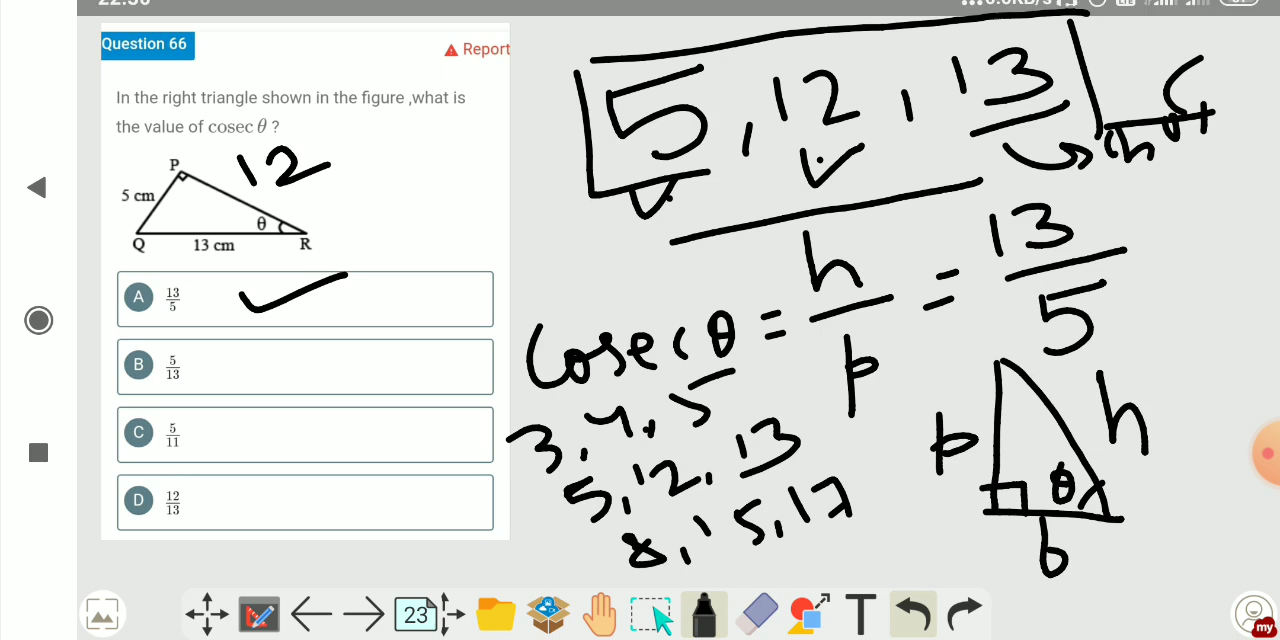 22:30
Question 66
Report
In the right triangle shown in the figure ,what is
the value of cosec θ ?
P
12
5 cm
θ
Q
13 cm
R
A 13/5
B 5/13
C 5/11
D 12/13
5, 12, 13
h
cosec θ = h/p = 13/5
3, 4, 5
5, 12, 13
8, 15, 17
p
h
θ
b
23
T
my